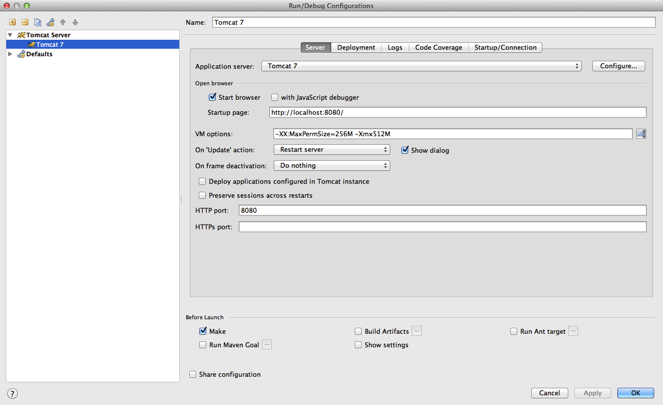 Run/Debug Configurations
Tomcat Server
Tomcat 7
Defaults
Name: Tomcat 7
Server Deployment Logs Code Coverage Startup/Connection
Application server: Tomcat 7 Configure...
Open browser
Start browser with JavaScript debugger
Startup page: http://localhost:8080/
VM options: -XX:MaxPermSize=256M -Xmx512M
On 'Update' action: Restart server Show dialog
On frame deactivation: Do nothing
Deploy applications configured in Tomcat instance
Preserve sessions across restarts
HTTP port: 8080
HTTPs port:
Before Launch
Make Build Artifacts ... Run Ant target ...
Run Maven Goal ... Show settings
Share configuration
? Cancel Apply OK